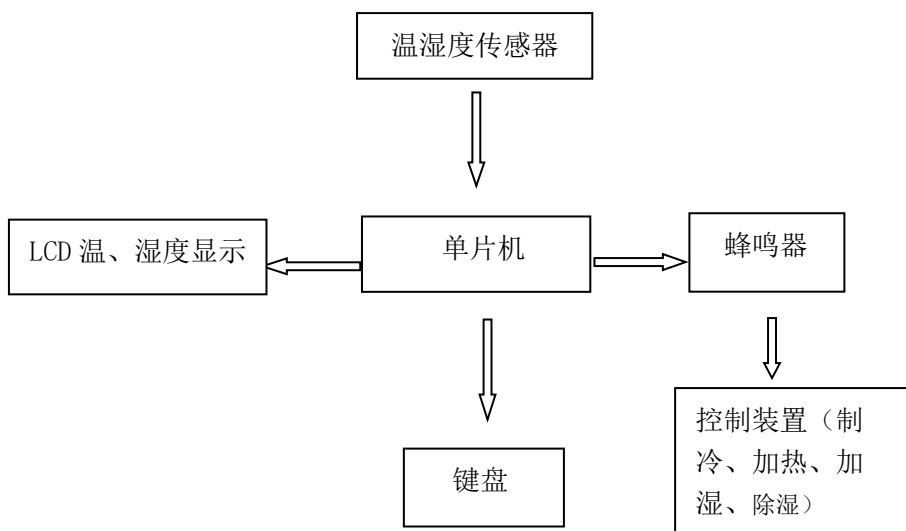 温湿度传感器
LCD 温、湿度显示
单片机
蜂鸣器
键盘
控制装置（制
冷、加热、加
湿、除湿）